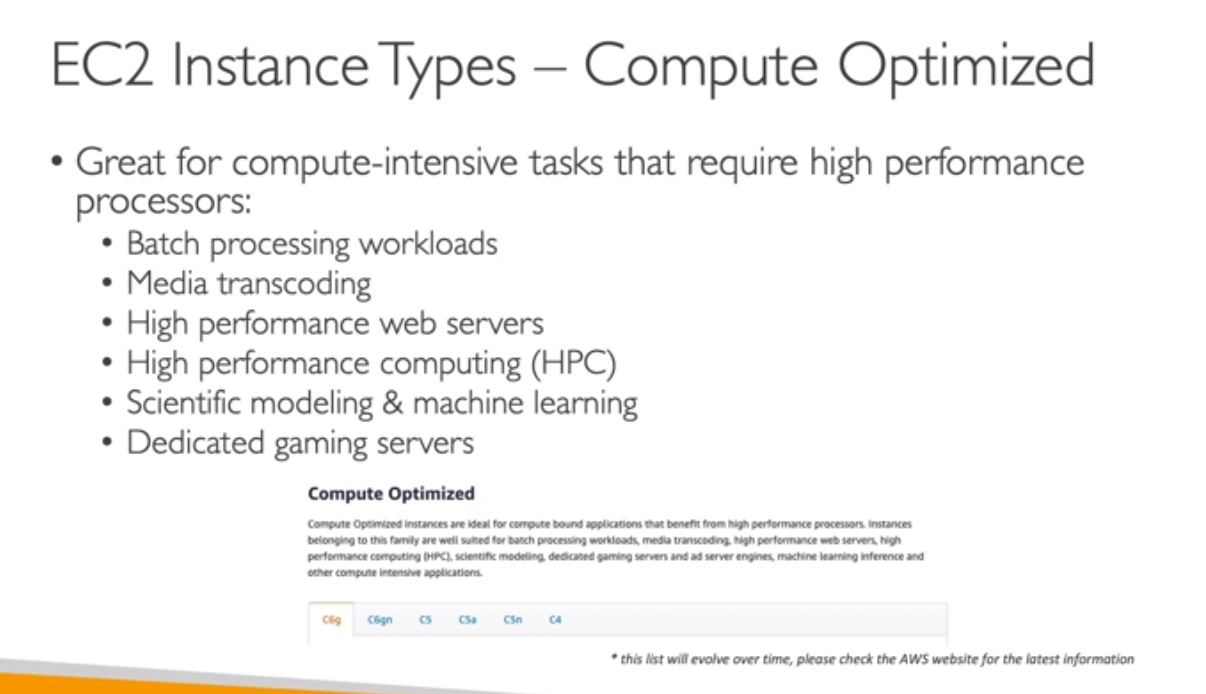 EC2 Instance Types – Compute Optimized
• Great for compute-intensive tasks that require high performance
processors:
• Batch processing workloads
• Media transcoding
• High performance web servers
• High performance computing (HPC)
• Scientific modeling & machine learning
• Dedicated gaming servers
Compute Optimized
Compute Optimized instances are ideal for compute bound applications that benefit from high performance processors. Instances
belonging to this family are well suited for batch processing workloads, media transcoding, high performance web servers, high
performance computing (HPC), scientific modeling, dedicated gaming servers and ad server engines, machine learning inference and
other compute intensive applications.
C6g C6gn C5 C5a C5n C4
* this list will evolve over time, please check the AWS website for the latest information